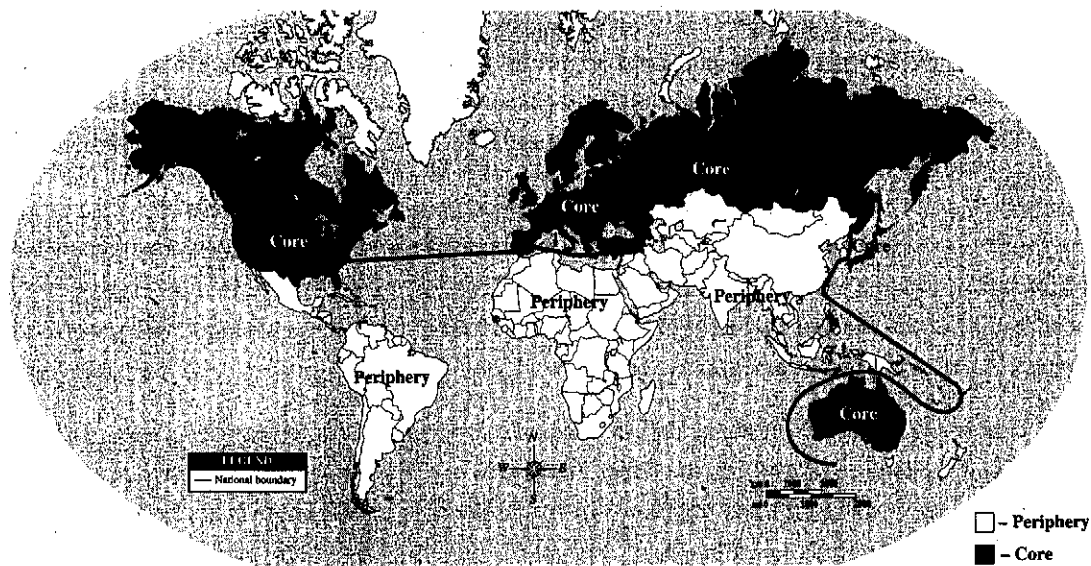 Core
Core
Core
Core
Periphery
Periphery
Periphery
Core
N
W
E
S
LEGEND
National boundary
– Periphery
– Core